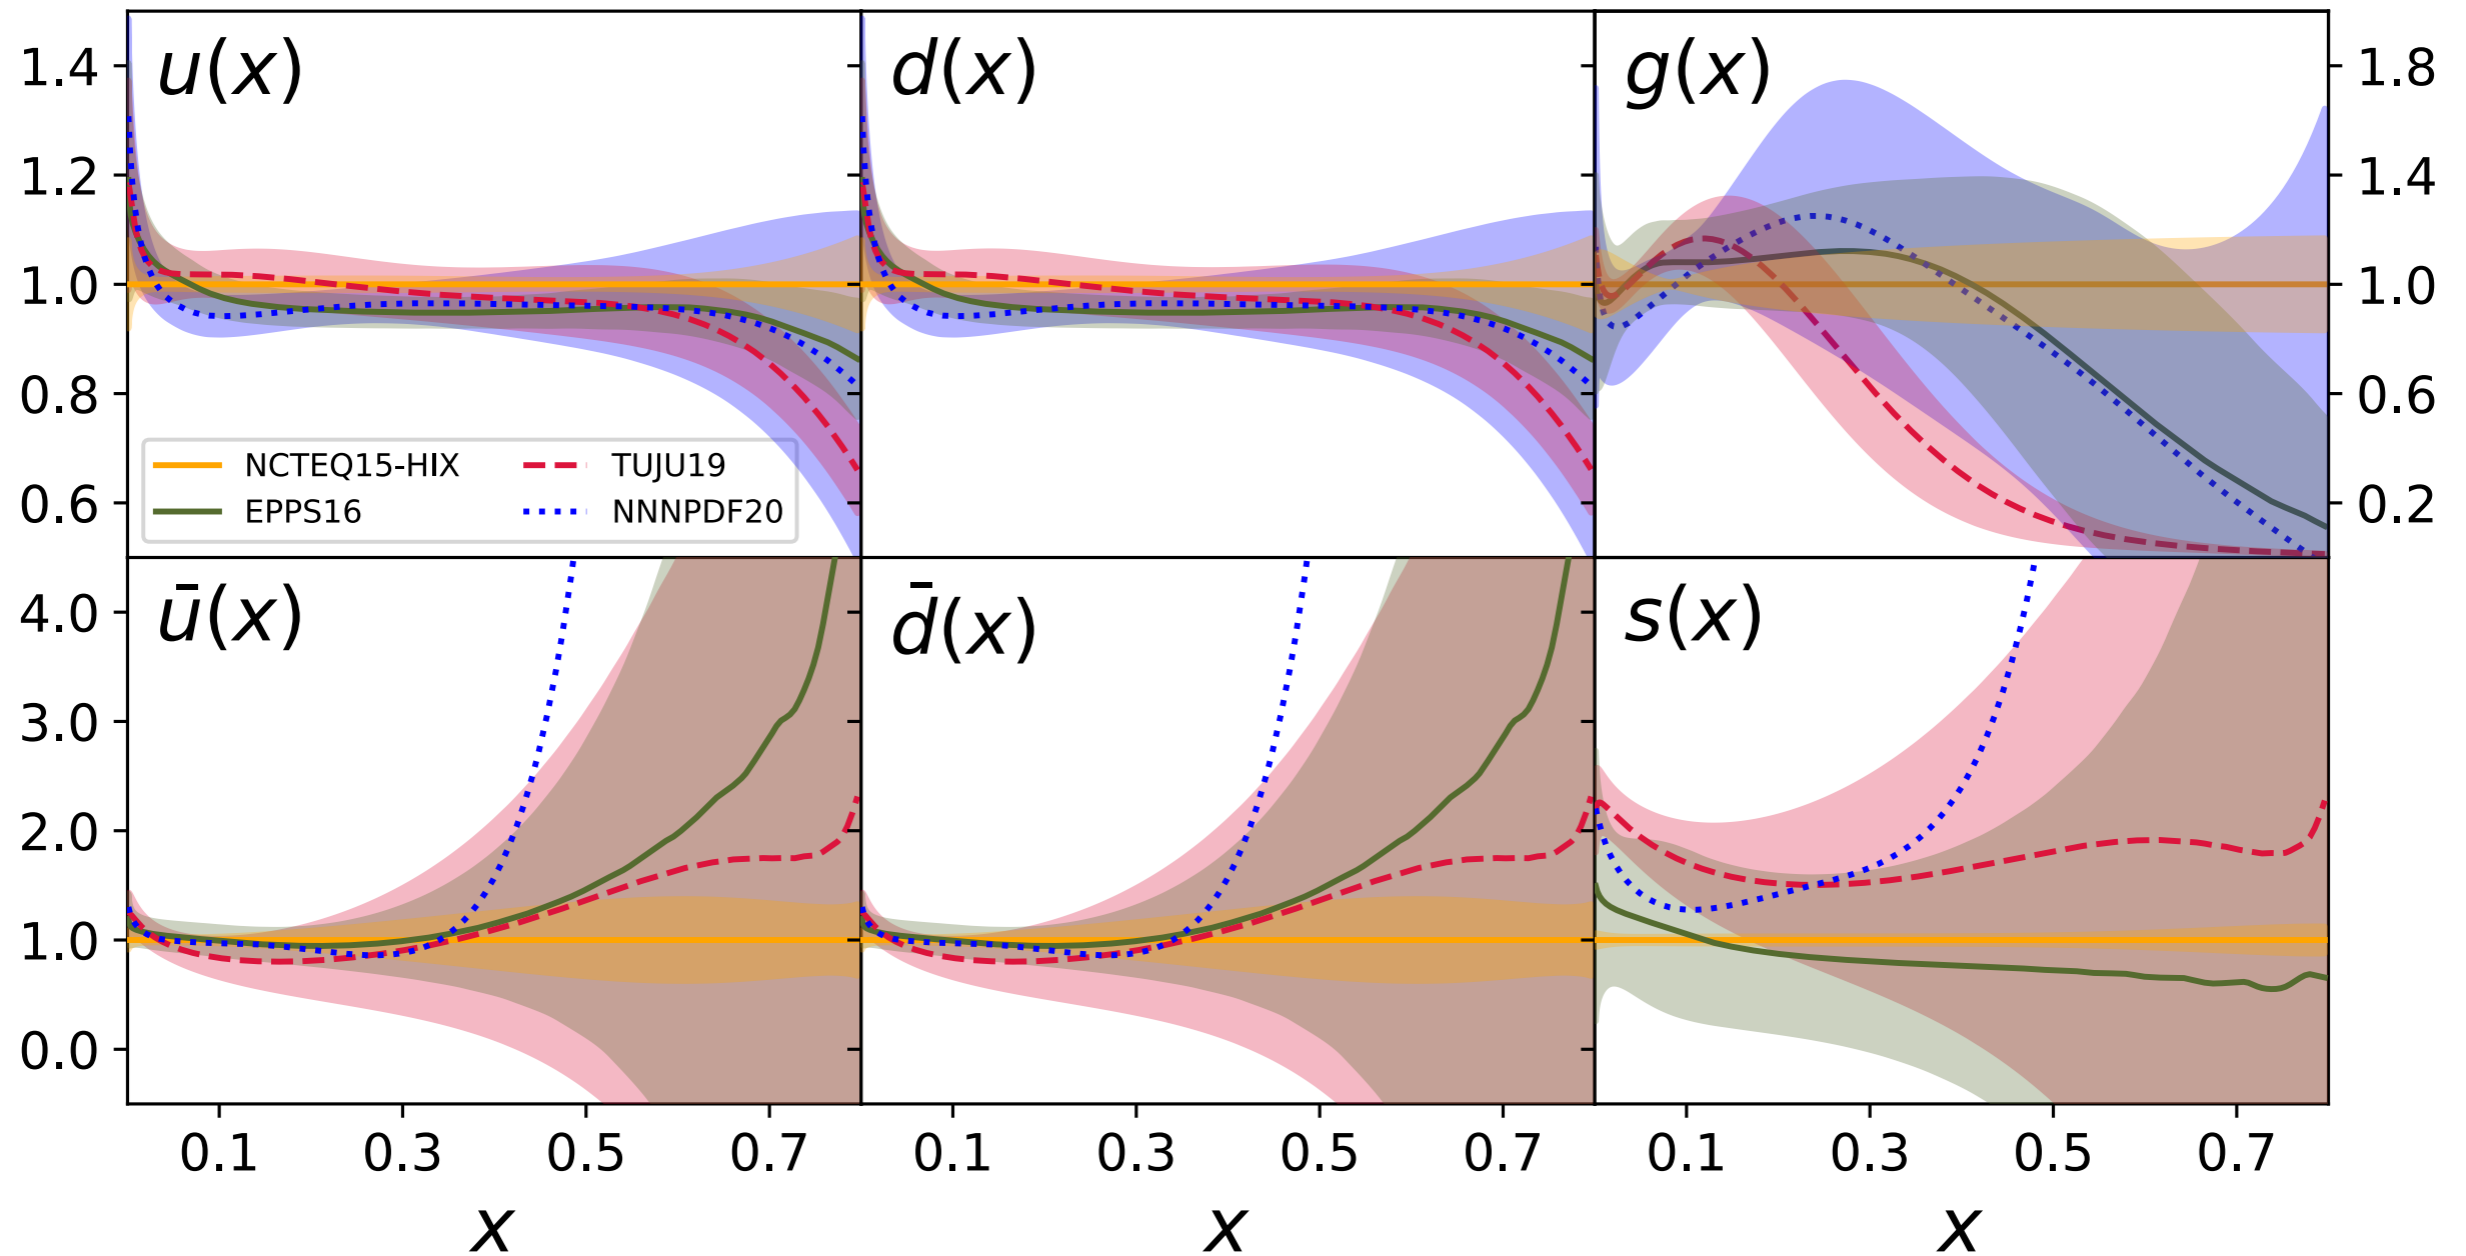 u(x)
d(x)
g(x)
1.4
1.2
1.0
0.8
0.6
1.8
1.4
1.0
0.6
0.2
NCTEQ15-HIX
EPPS16
TUJU19
NNNPDF20
ū(x)
d̄(x)
s(x)
4.0
3.0
2.0
1.0
0.0
0.1 0.3 0.5 0.7
0.1 0.3 0.5 0.7
0.1 0.3 0.5 0.7
x
x
x